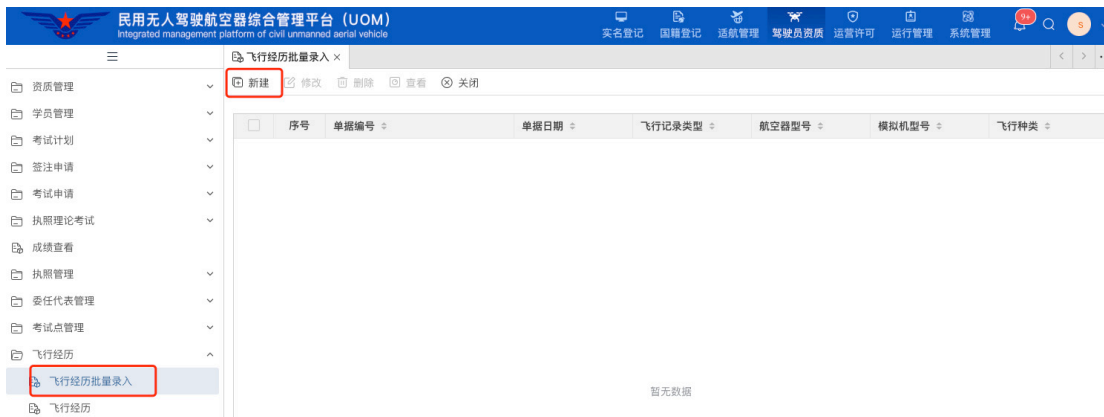 民用无人驾驶航空器综合管理平台（UOM）
Integrated management platform of civil unmanned aerial vehicle
实名登记 国籍登记 适航管理 驾驶员资质 运营许可 运行管理 系统管理 9+ S
飞行经历批量录入 ×
新建 修改 删除 查看 关闭
资质管理
学员管理
考试计划
签注申请
考试申请
执照理论考试
成绩查看
执照管理
委任代表管理
考试点管理
飞行经历
飞行经历批量录入
飞行经历
序号 单据编号 单据日期 飞行记录类型 航空器型号 模拟机型号 飞行种类
暂无数据